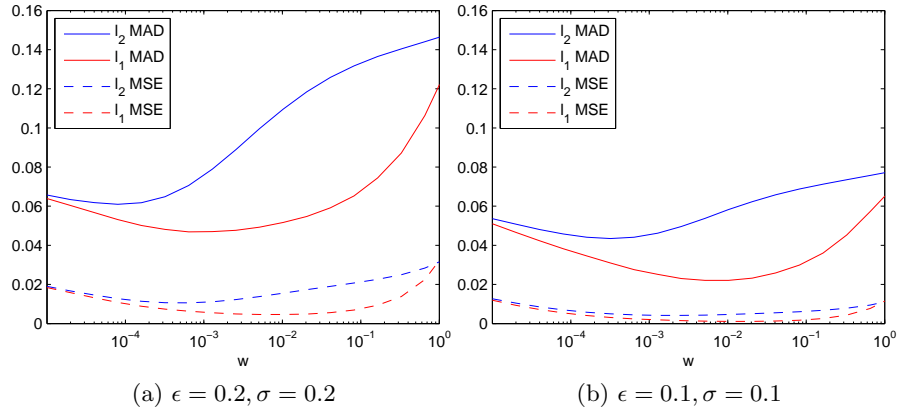 0.16
0.14
0.12
0.1
0.08
0.06
0.04
0.02
0
l₂ MAD
l₁ MAD
l₂ MSE
l₁ MSE
10⁻⁴ 10⁻³ 10⁻² 10⁻¹ 10⁰
w
(a) ϵ = 0.2, σ = 0.2
0.16
0.14
0.12
0.1
0.08
0.06
0.04
0.02
0
l₂ MAD
l₁ MAD
l₂ MSE
l₁ MSE
10⁻⁴ 10⁻³ 10⁻² 10⁻¹ 10⁰
w
(b) ϵ = 0.1, σ = 0.1